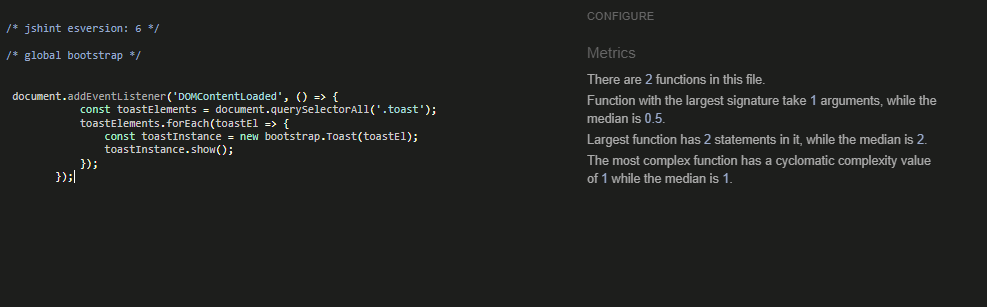 /* jshint esversion: 6 */
/* global bootstrap */
document.addEventListener('DOMContentLoaded', () => {
const toastElements = document.querySelectorAll('.toast');
toastElements.forEach(toastEl => {
const toastInstance = new bootstrap.Toast(toastEl);
toastInstance.show();
});
});
CONFIGURE
Metrics
There are 2 functions in this file.
Function with the largest signature take 1 arguments, while the
median is 0.5.
Largest function has 2 statements in it, while the median is 2.
The most complex function has a cyclomatic complexity value
of 1 while the median is 1.